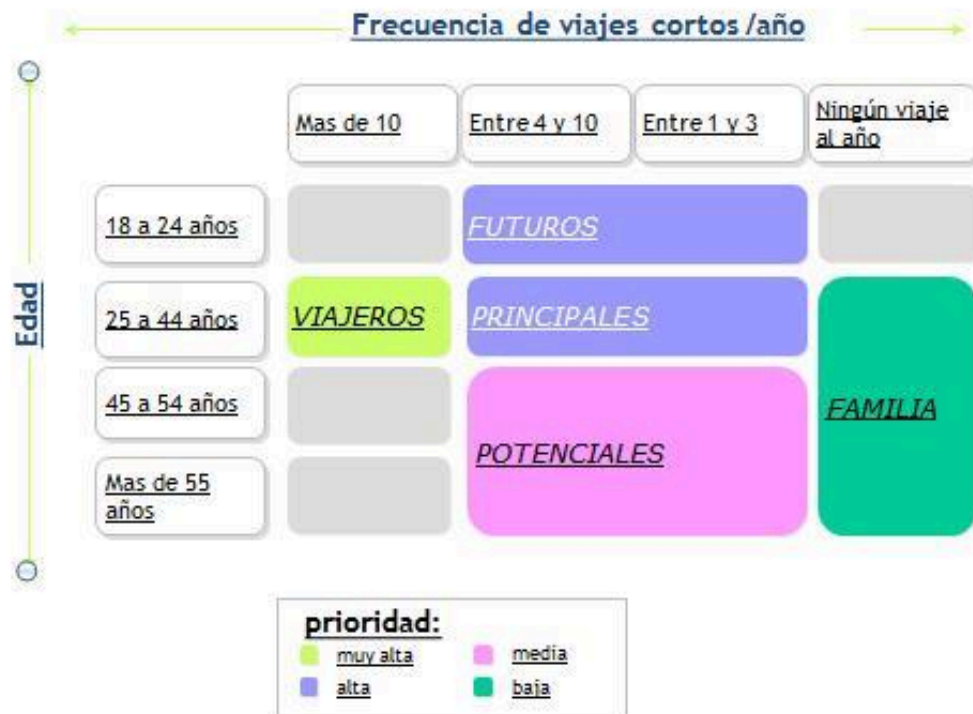 Frecuencia de viajes cortos /año
Mas de 10
Entre 4 y 10
Entre 1 y 3
Ningún viaje
al año
Edad
18 a 24 años
FUTUROS
25 a 44 años
VIAJEROS
PRINCIPALES
45 a 54 años
FAMILIA
POTENCIALES
Mas de 55
años
prioridad:
muy alta
media
alta
baja